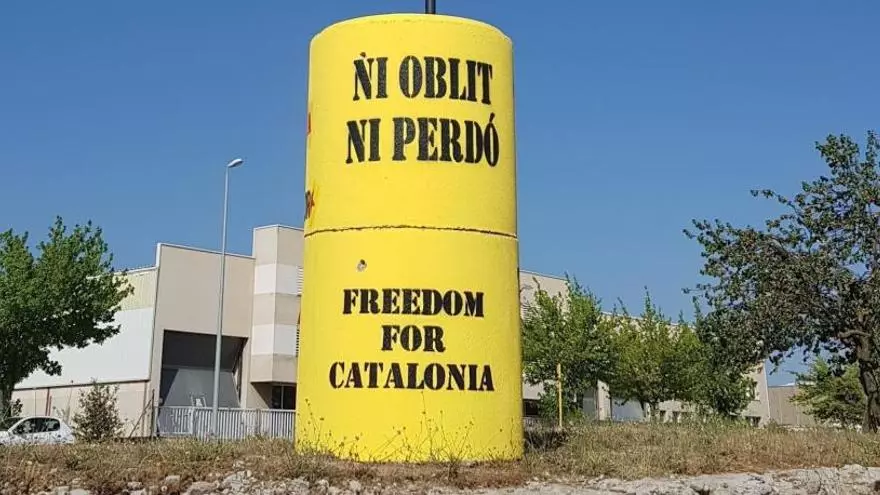 NI OBLIT
NI PERDÓ
FREEDOM
FOR
CATALONIA